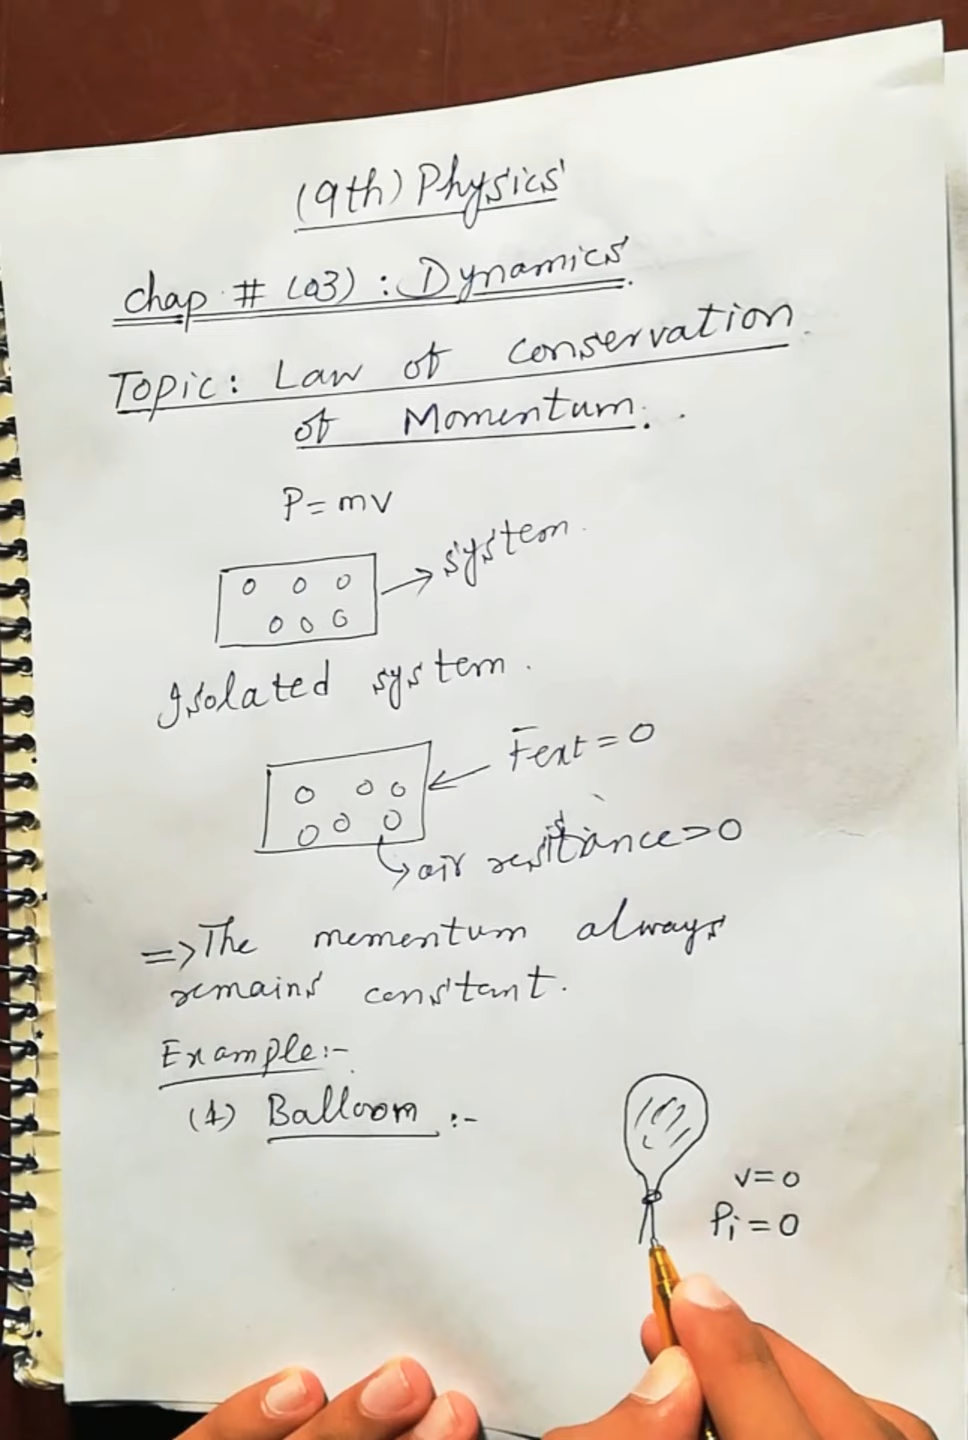 (9th) Physics
Chap # (03) : Dynamics.
Topic: Law of conservation
of Momentum.
P = mv
→ system.
Isolated system.
Fext = 0
air resistance => 0
=> The momentum always
remains constant.
Example:-
(1) Balloon :-
v = 0
Pi = 0